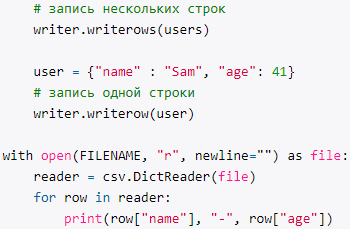 # запись нескольких строк
writer.writerows(users)
user = {"name" : "Sam", "age": 41}
# запись одной строки
writer.writerow(user)
with open(FILENAME, "r", newline="") as file:
reader = csv.DictReader(file)
for row in reader:
print(row["name"], "-", row["age"])